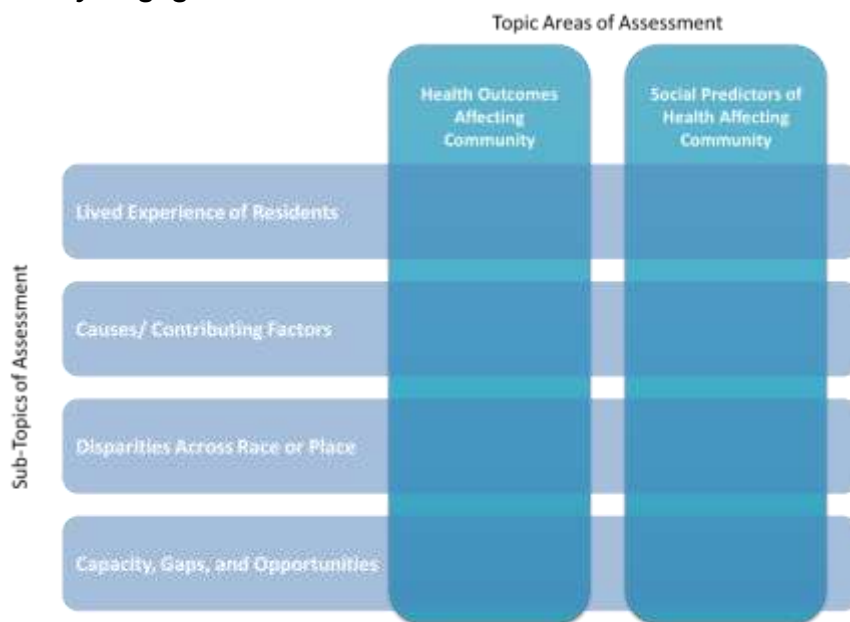 Topic Areas of Assessment
Health Outcomes
Affecting
Community
Social Predictors of
Health Affecting
Community
Lived Experience of Residents
Causes/ Contributing Factors
Disparities Across Race or Place
Capacity, Gaps, and Opportunities
Sub-Topics of Assessment